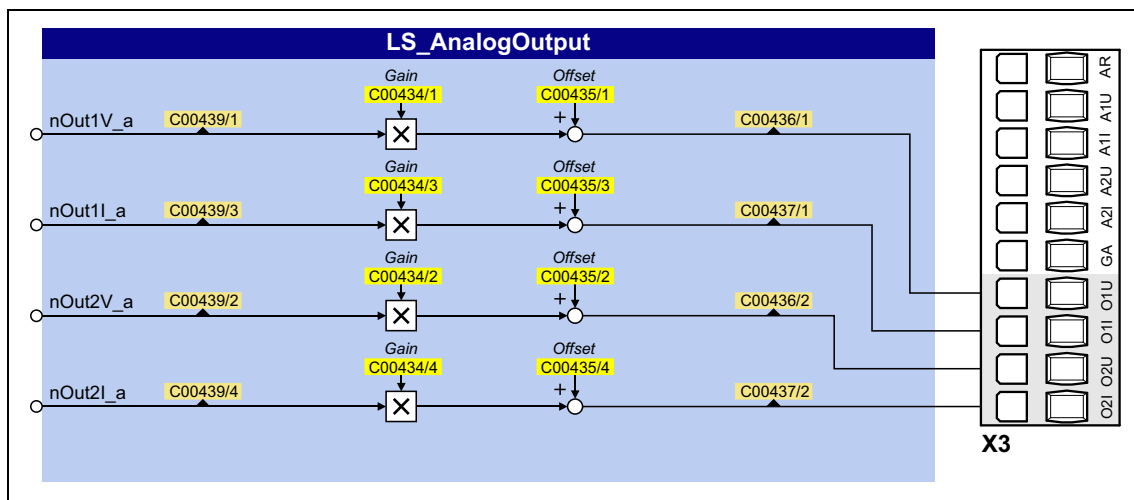 LS_AnalogOutput
Gain
Offset
C00434/1
C00435/1
nOut1V_a
C00439/1
+
C00436/1
Gain
Offset
C00434/3
C00435/3
nOut1I_a
C00439/3
+
C00437/1
Gain
Offset
C00434/2
C00435/2
nOut2V_a
C00439/2
+
C00436/2
Gain
Offset
C00434/4
C00435/4
nOut2I_a
C00439/4
+
C00437/2
AR
A1U
A1I
A2U
A2I
GA
O1U
O1I
O2U
O2I
X3